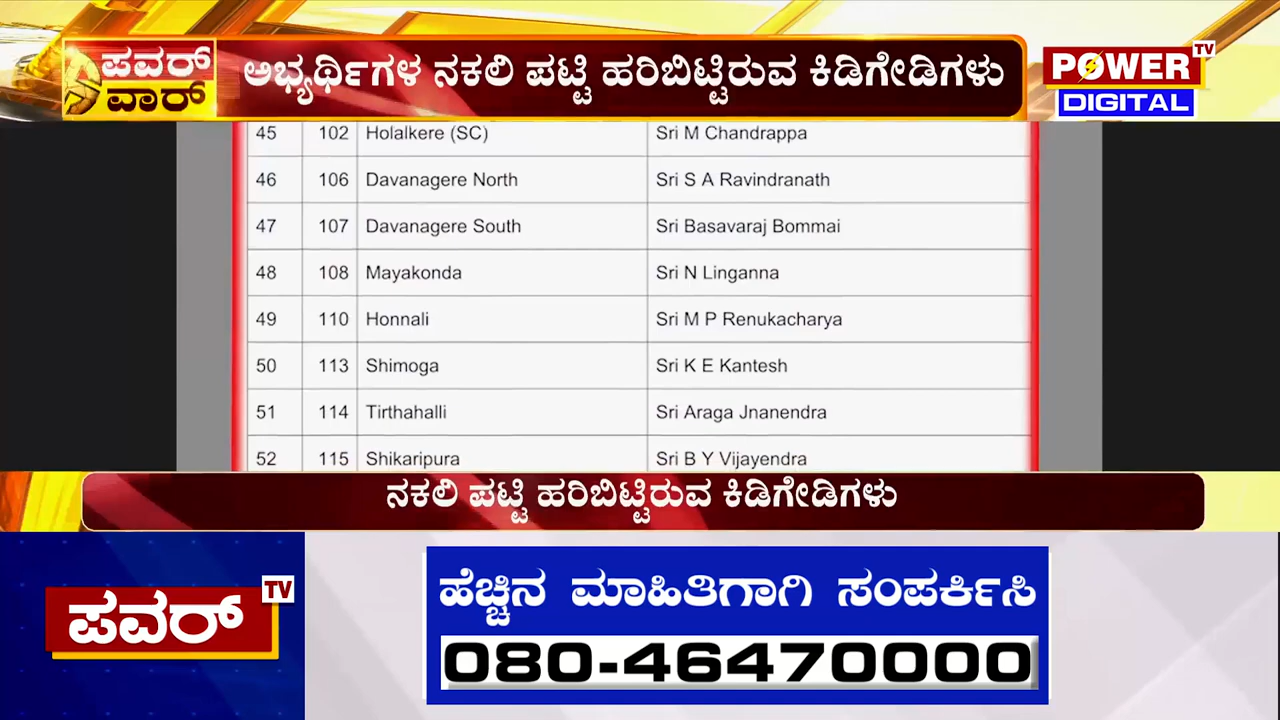 ಪವರ್
ವಾರ್
ಅಭ್ಯರ್ಥಿಗಳ ನಕಲಿ ಪಟ್ಟಿ ಹರಿಬಿಟ್ಟಿರುವ ಕಿಡಿಗೇಡಿಗಳು
POWER TV
DIGITAL
45 102 Holalkere (SC) Sri M Chandrappa
46 106 Davanagere North Sri S A Ravindranath
47 107 Davanagere South Sri Basavaraj Bommai
48 108 Mayakonda Sri N Linganna
49 110 Honnali Sri M P Renukacharya
50 113 Shimoga Sri K E Kantesh
51 114 Tirthahalli Sri Araga Jnanendra
52 115 Shikaripura Sri B Y Vijayendra
ನಕಲಿ ಪಟ್ಟಿ ಹರಿಬಿಟ್ಟಿರುವ ಕಿಡಿಗೇಡಿಗಳು
ಪವರ್ TV
ಹೆಚ್ಚಿನ ಮಾಹಿತಿಗಾಗಿ ಸಂಪರ್ಕಿಸಿ
080-46470000